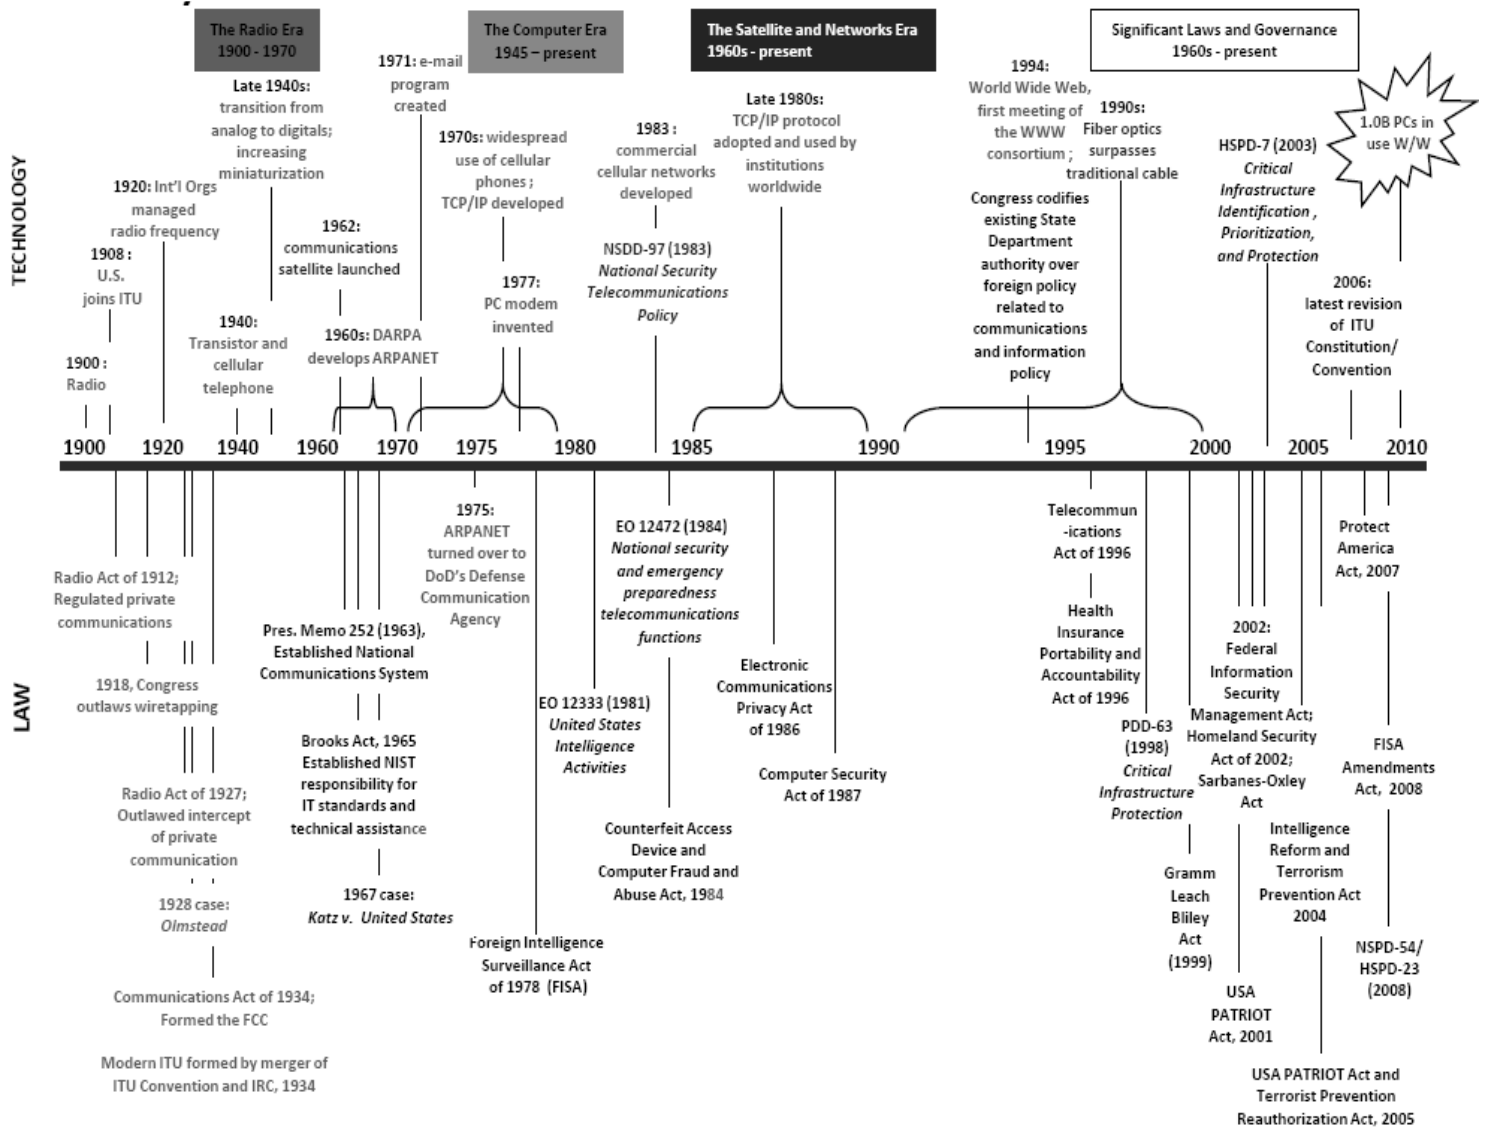 The Radio Era
1900 - 1970
The Computer Era
1945 – present
The Satellite and Networks Era
1960s - present
Significant Laws and Governance
1960s - present
TECHNOLOGY
1900 :
Radio
1908 :
U.S.
joins ITU
1920: Int'l Orgs
managed
radio frequency
Late 1940s:
transition from
analog to digitals;
increasing
miniaturization
1940:
Transistor and
cellular
telephone
1962:
communications
satellite launched
1960s: DARPA
develops ARPANET
1971: e-mail
program
created
1970s: widespread
use of cellular
phones ;
TCP/IP developed
1977:
PC modem
invented
1983 :
commercial
cellular networks
developed
NSDD-97 (1983)
National Security
Telecommunications
Policy
Late 1980s:
TCP/IP protocol
adopted and used by
institutions
worldwide
1994:
World Wide Web,
first meeting of
the WWW
consortium ;
Congress codifies
existing State
Department
authority over
foreign policy
related to
communications
and information
policy
1990s:
Fiber optics
surpasses
traditional cable
HSPD-7 (2003)
Critical
Infrastructure
Identification ,
Prioritization,
and Protection
1.0B PCs in
use W/W
2006:
latest revision
of ITU
Constitution/
Convention
1900 1920 1940 1960 1970 1975 1980 1985 1990 1995 2000 2005 2010
LAW
Radio Act of 1912;
Regulated private
communications
1918, Congress
outlaws wiretapping
Radio Act of 1927;
Outlawed intercept
of private
communication
1928 case:
Olmstead
Communications Act of 1934;
Formed the FCC
Modern ITU formed by merger of
ITU Convention and IRC, 1934
Pres. Memo 252 (1963),
Established National
Communications System
Brooks Act, 1965
Established NIST
responsibility for
IT standards and
technical assistance
1967 case:
Katz v. United States
1975:
ARPANET
turned over to
DoD's Defense
Communication
Agency
Foreign Intelligence
Surveillance Act
of 1978 (FISA)
EO 12333 (1981)
United States
Intelligence
Activities
EO 12472 (1984)
National security
and emergency
preparedness
telecommunications
functions
Counterfeit Access
Device and
Computer Fraud and
Abuse Act, 1984
Electronic
Communications
Privacy Act
of 1986
Computer Security
Act of 1987
Telecommun
-ications
Act of 1996
Health
Insurance
Portability and
Accountability
Act of 1996
PDD-63
(1998)
Critical
Infrastructure
Protection
Gramm
Leach
Bliley
Act
(1999)
USA
PATRIOT
Act, 2001
2002:
Federal
Information
Security
Management Act;
Homeland Security
Act of 2002;
Sarbanes-Oxley
Act
Intelligence
Reform and
Terrorism
Prevention Act
2004
USA PATRIOT Act and
Terrorist Prevention
Reauthorization Act, 2005
Protect
America
Act, 2007
FISA
Amendments
Act, 2008
NSPD-54/
HSPD-23
(2008)